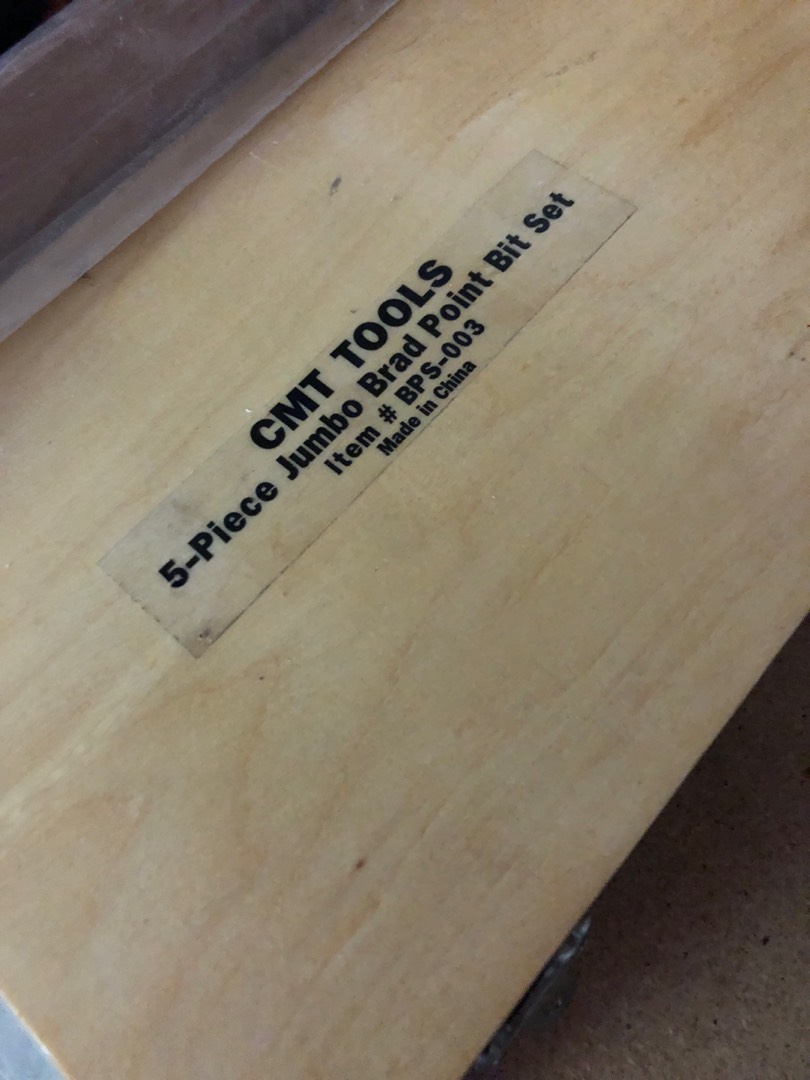 CMT TOOLS
5-Piece Jumbo Brad Point Bit Set
Item # BPS-003
Made in China